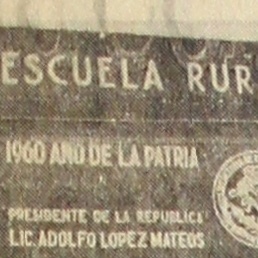 ESCUELA RUR
1960 AÑO DE LA PATRIA
PRESIDENTE DE LA REPUBLICA
LIC. ADOLFO LOPEZ MATEOS